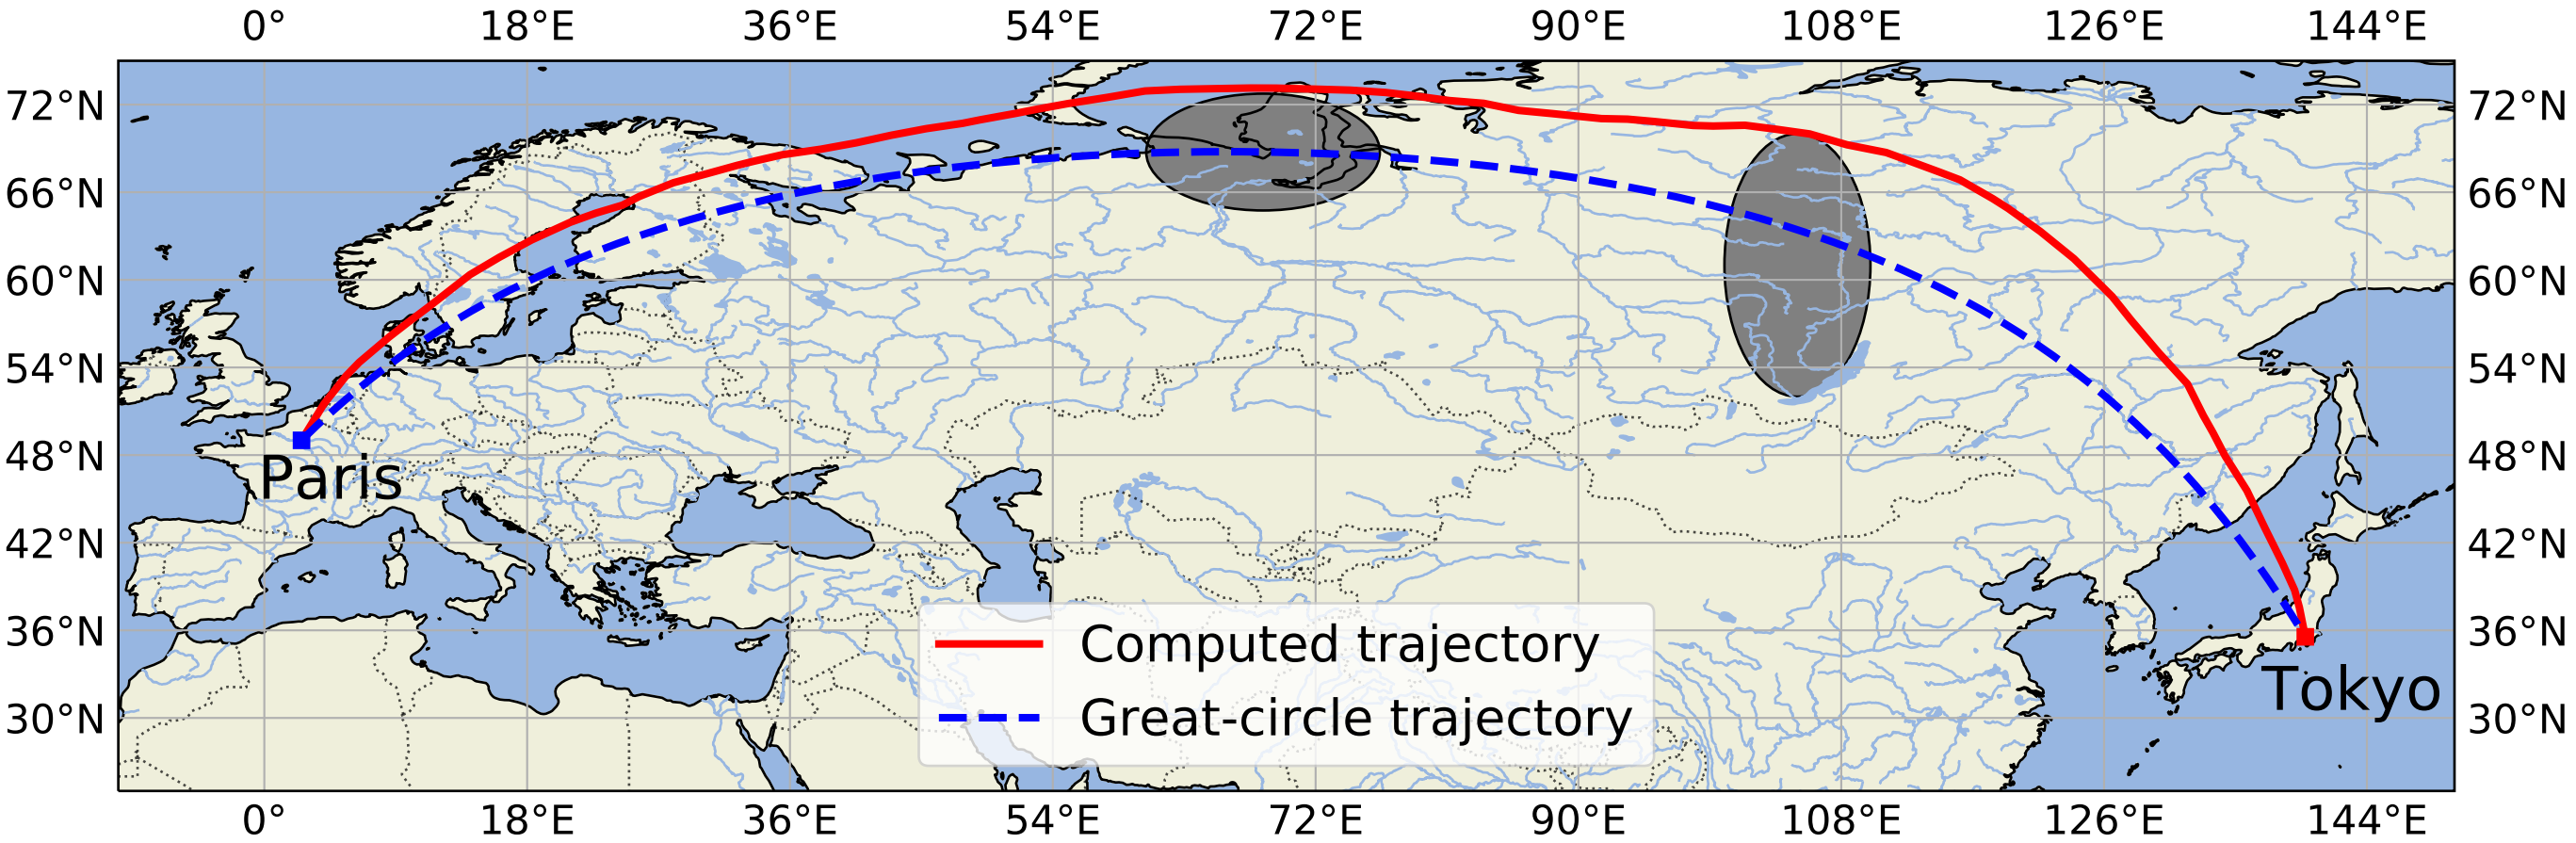 0° 18°E 36°E 54°E 72°E 90°E 108°E 126°E 144°E
72°N 72°N
66°N 66°N
60°N 60°N
54°N 54°N
48°N 48°N
Paris
42°N 42°N
36°N 36°N
Computed trajectory
Tokyo
30°N 30°N
Great-circle trajectory
0° 18°E 36°E 54°E 72°E 90°E 108°E 126°E 144°E